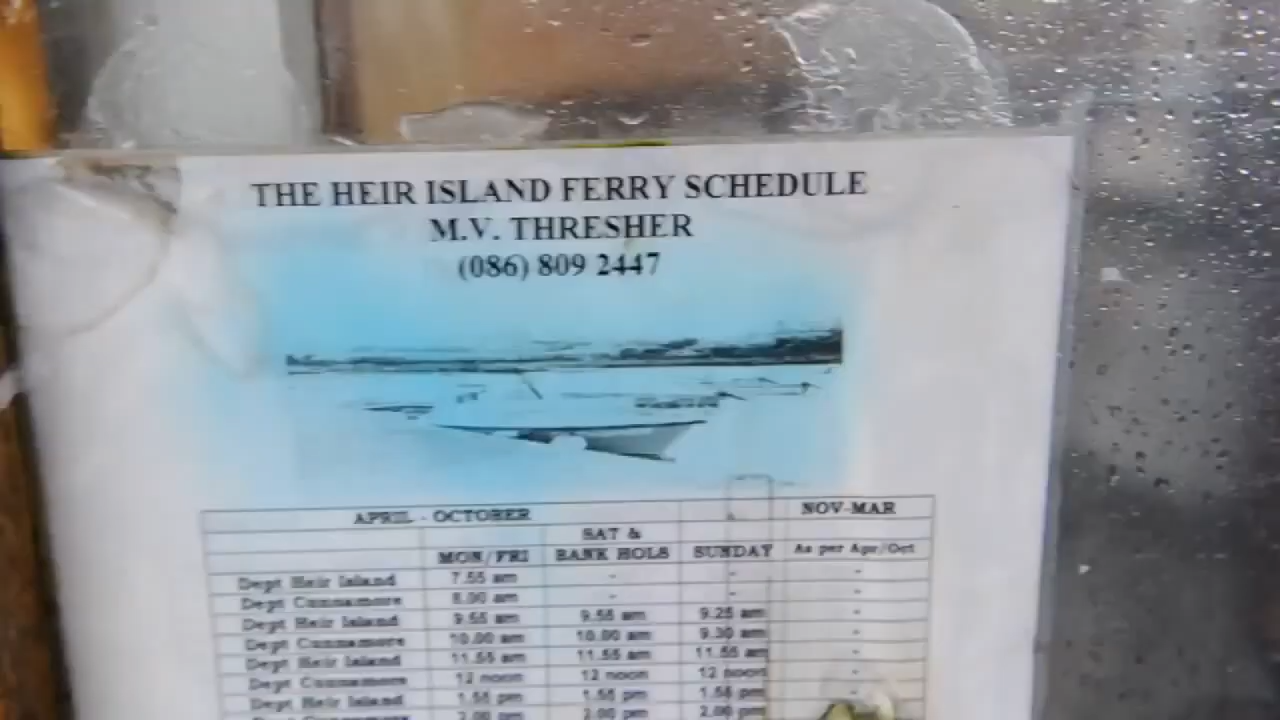 THE HEIR ISLAND FERRY SCHEDULE
M.V. THRESHER
(086) 809 2447
APRIL - OCTOBER NOV-MAR
SAT &
MON/FRI BANK HOLS SUNDAY As per Apr/Oct
Dept Heir Island 7.55 am - - -
Dept Cunnamore 8.00 am - - -
Dept Heir Island 9.55 am 9.55 am 9.25 am -
Dept Cunnamore 10.00 am 10.00 am 9.30 am -
Dept Heir Island 11.55 am 11.55 am 11.55 am -
Dept Cunnamore 12 noon 12 noon 12 noon -
Dept Heir Island 1.55 pm 1.55 pm 1.55 pm -
Dept Cunnamore 2.00 pm 2.00 pm 2.00 pm